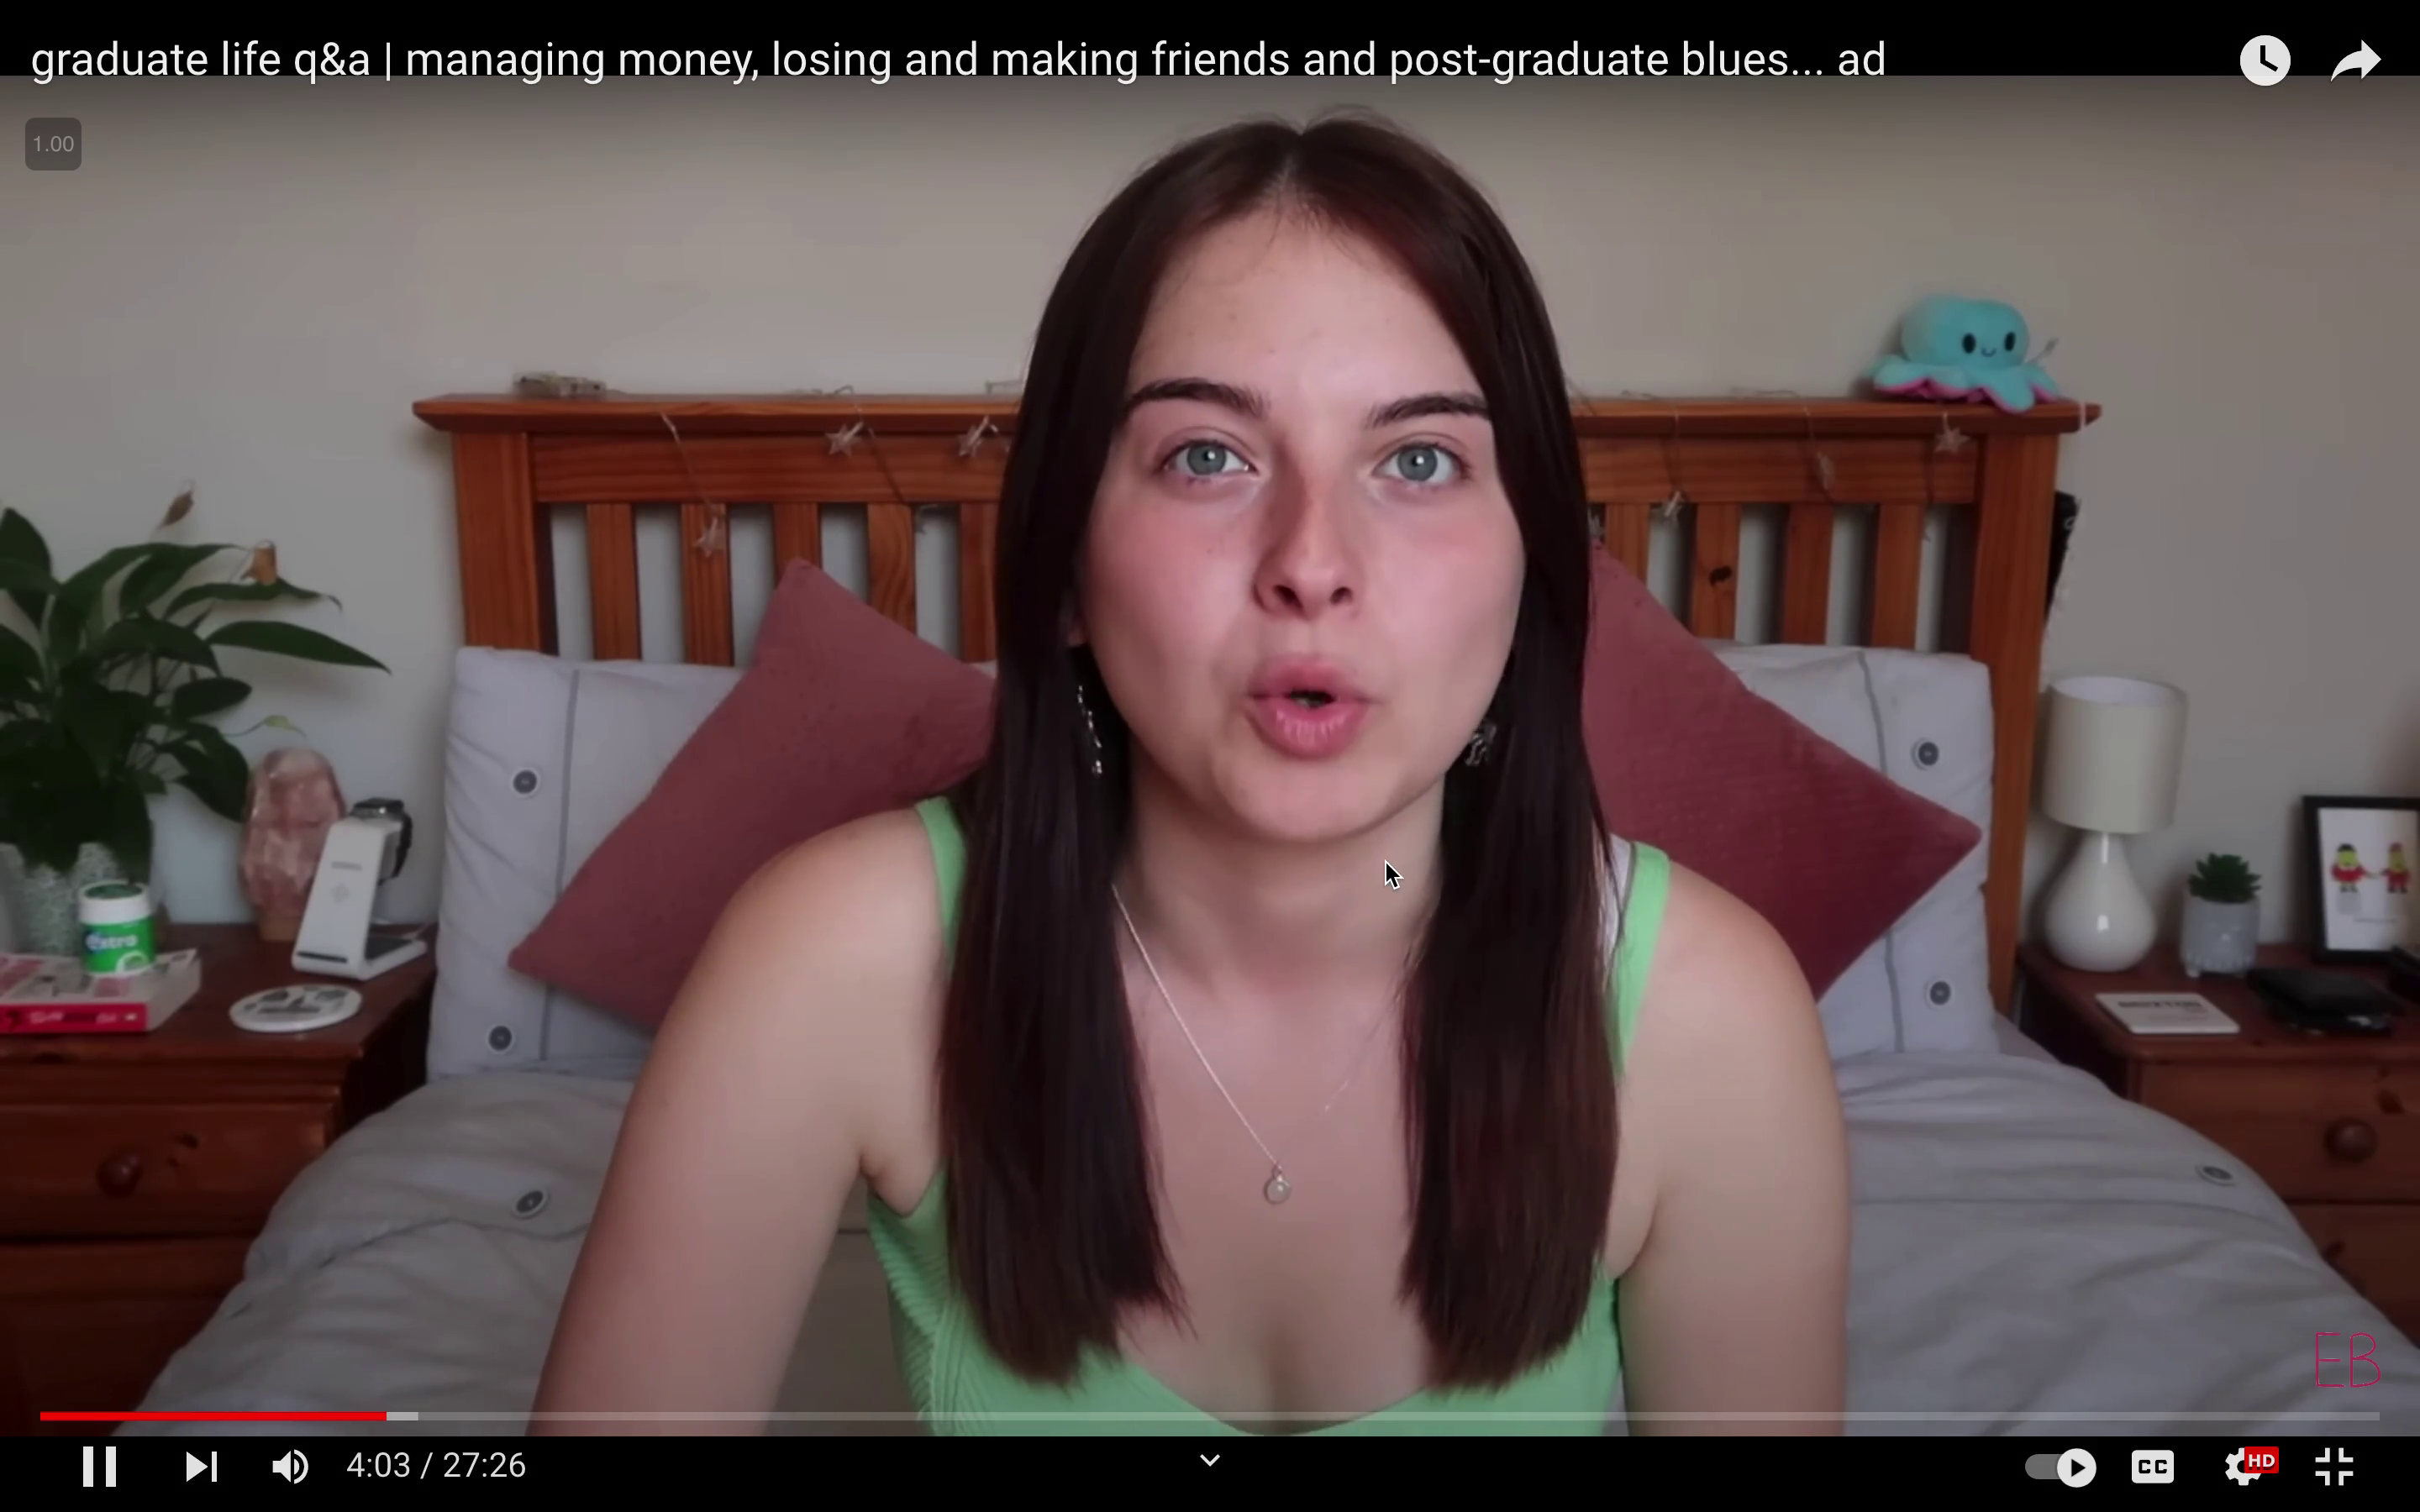 graduate life q&a | managing money, losing and making friends and post-graduate blues... ad
1.00
extra
EB
4:03 / 27:26
CC
HD